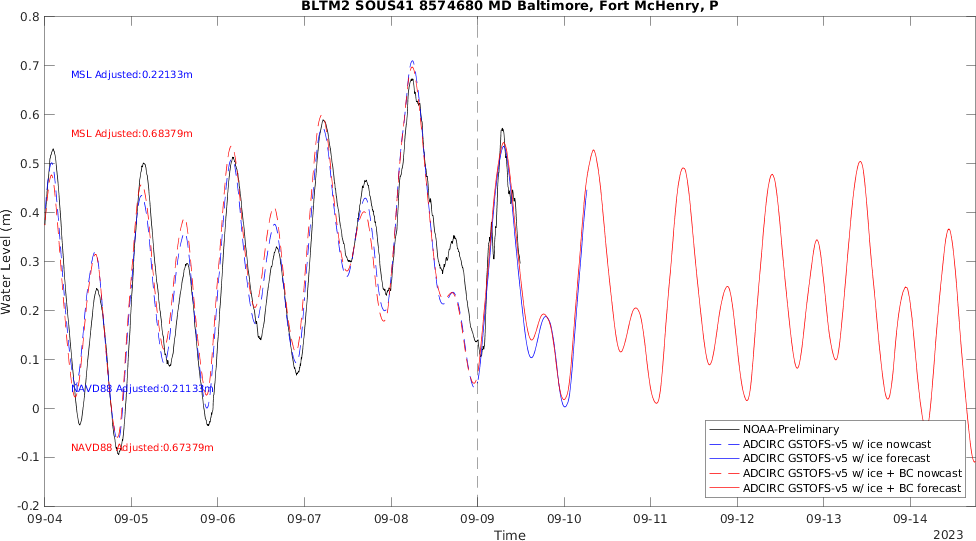 BLTM2 SOUS41 8574680 MD Baltimore, Fort McHenry, P
0.8
0.7
0.6
0.5
0.4
0.3
0.2
0.1
0
-0.1
-0.2
Water Level (m)
MSL Adjusted:0.22133m
MSL Adjusted:0.68379m
NAVD88 Adjusted:0.21133m
NAVD88 Adjusted:0.67379m
NOAA-Preliminary
ADCIRC GSTOFS-v5 w/ ice nowcast
ADCIRC GSTOFS-v5 w/ ice forecast
ADCIRC GSTOFS-v5 w/ ice + BC nowcast
ADCIRC GSTOFS-v5 w/ ice + BC forecast
09-04 09-05 09-06 09-07 09-08 09-09 09-10 09-11 09-12 09-13 09-14
Time
2023